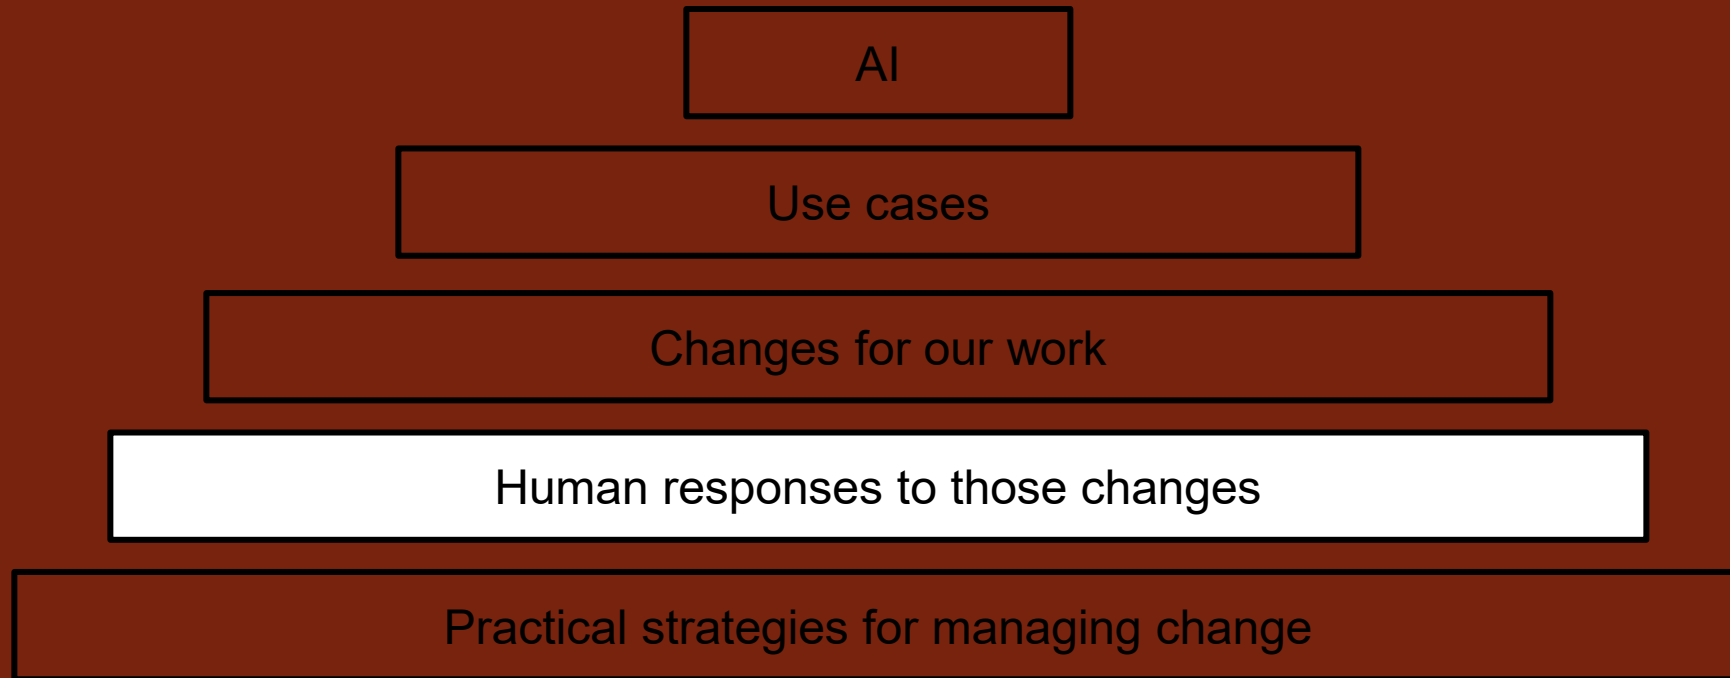 AI
Use cases
Changes for our work
Human responses to those changes
Practical strategies for managing change